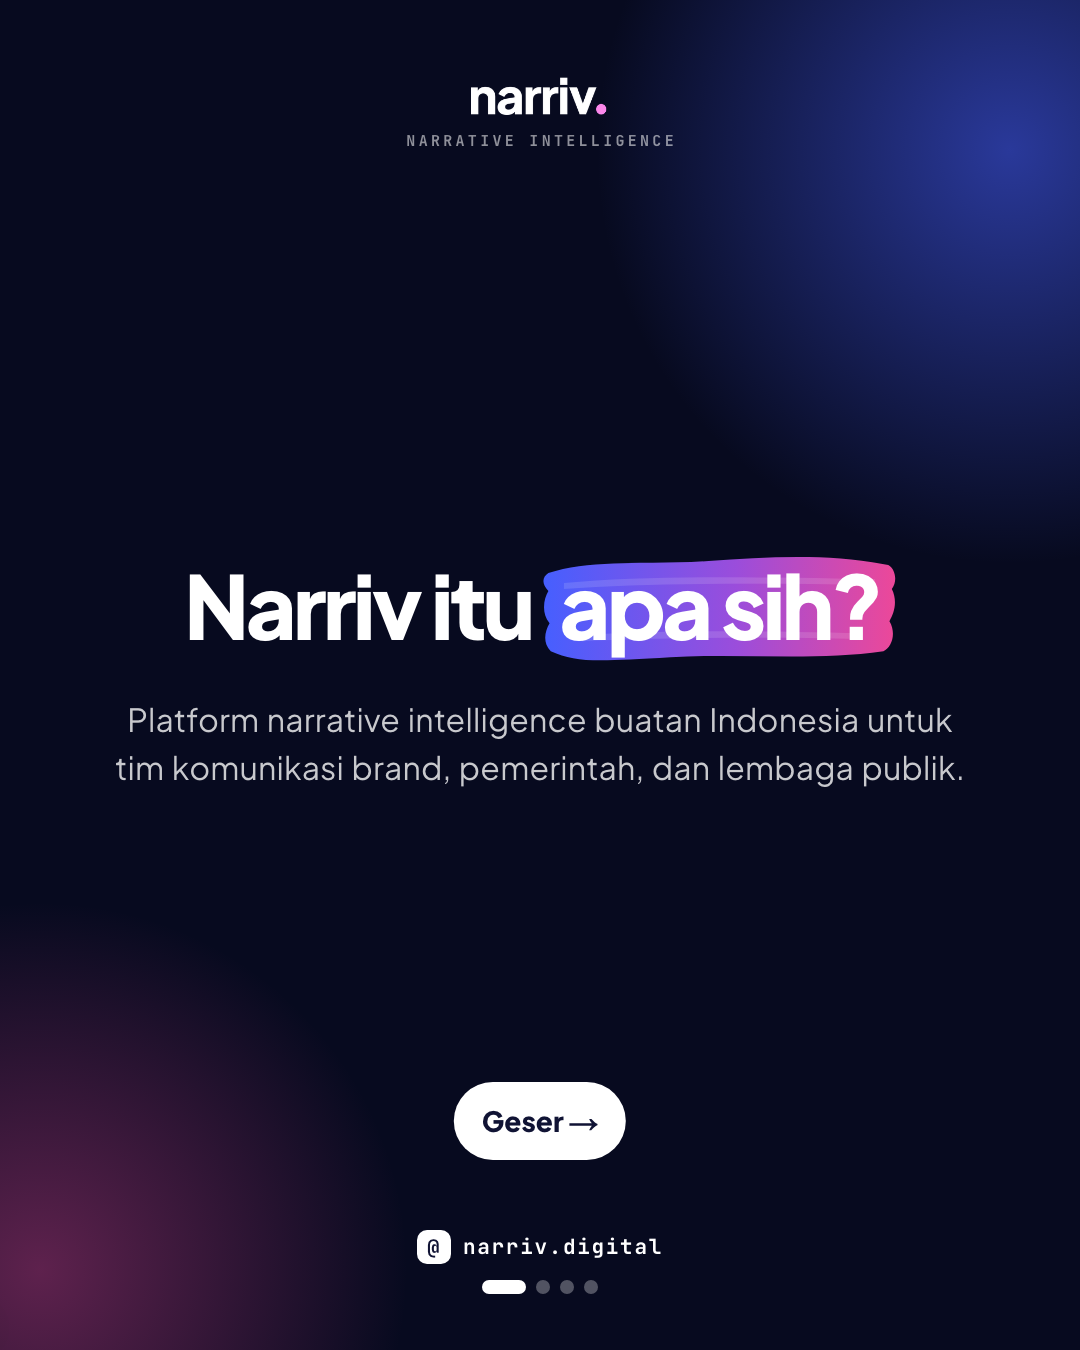 narriv.
NARRATIVE INTELLIGENCE
Narriv itu apa sih?
Platform narrative intelligence buatan Indonesia untuk
tim komunikasi brand, pemerintah, dan lembaga publik.
Geser →
@ narriv.digital